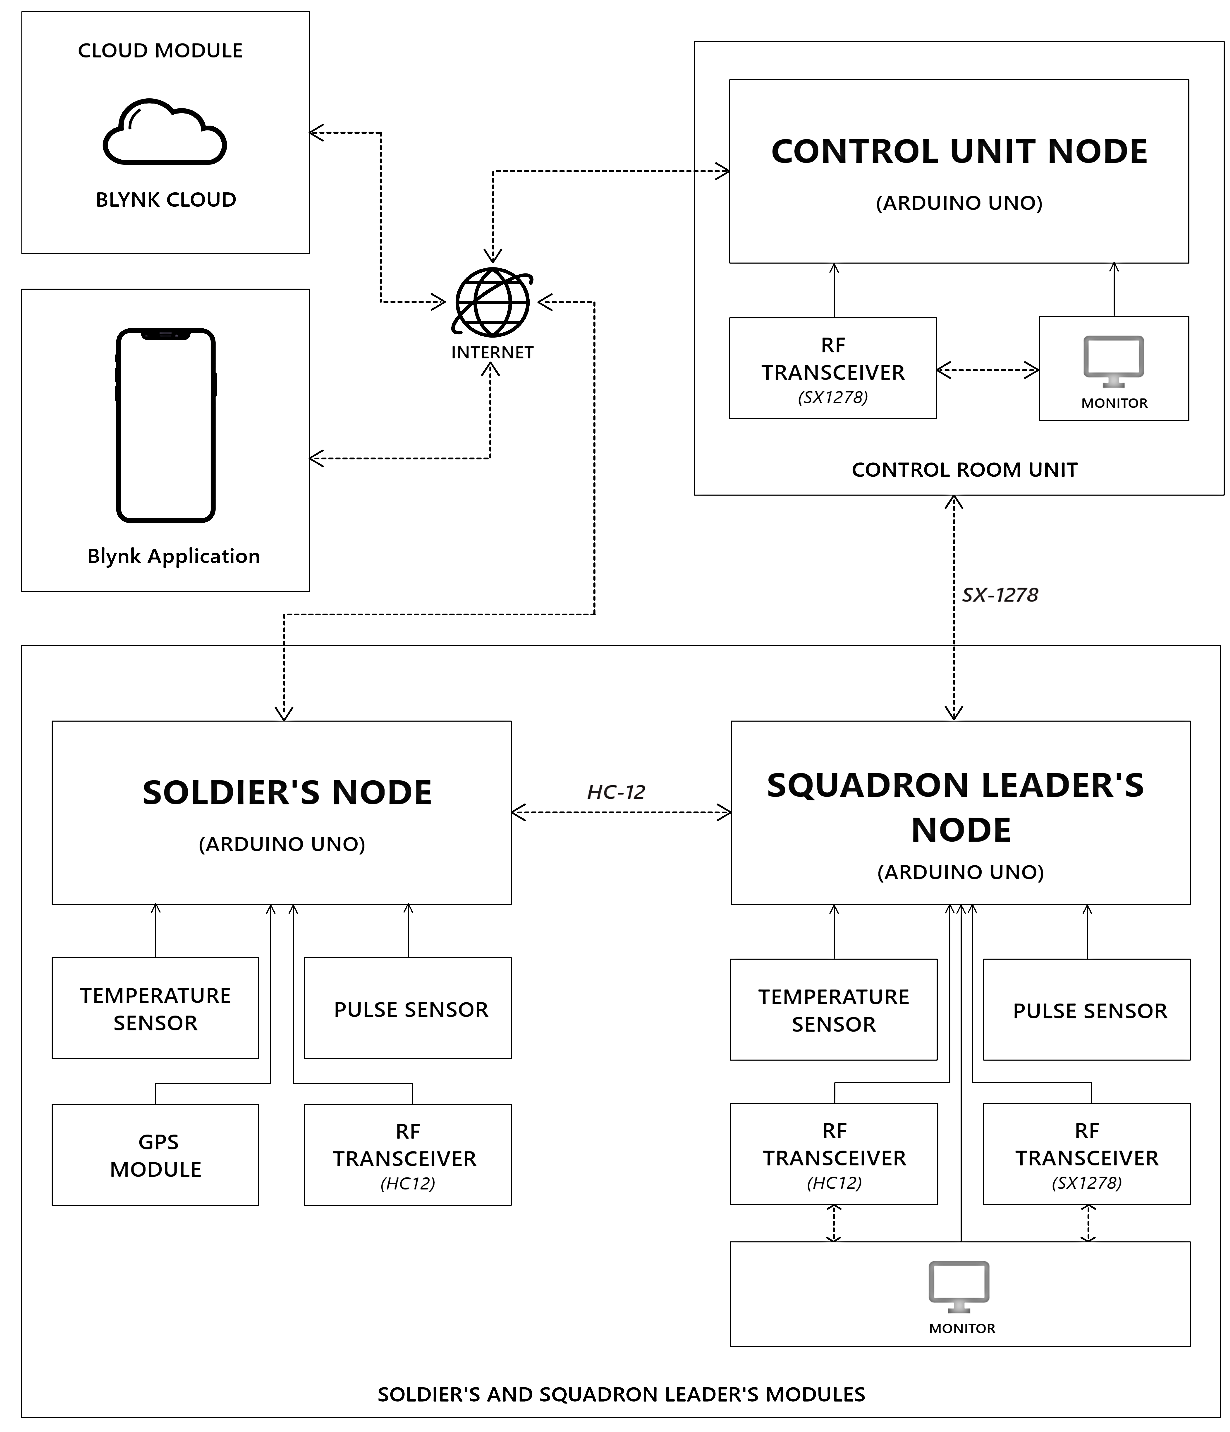 CLOUD MODULE
BLYNK CLOUD
Blynk Application
INTERNET
CONTROL UNIT NODE
(ARDUINO UNO)
RF
TRANSCEIVER
(SX1278)
MONITOR
CONTROL ROOM UNIT
SX-1278
SOLDIER'S NODE
(ARDUINO UNO)
HC-12
SQUADRON LEADER'S
NODE
(ARDUINO UNO)
TEMPERATURE
SENSOR
PULSE SENSOR
GPS
MODULE
RF
TRANSCEIVER
(HC12)
TEMPERATURE
SENSOR
PULSE SENSOR
RF
TRANSCEIVER
(HC12)
RF
TRANSCEIVER
(SX1278)
MONITOR
SOLDIER'S AND SQUADRON LEADER'S MODULES